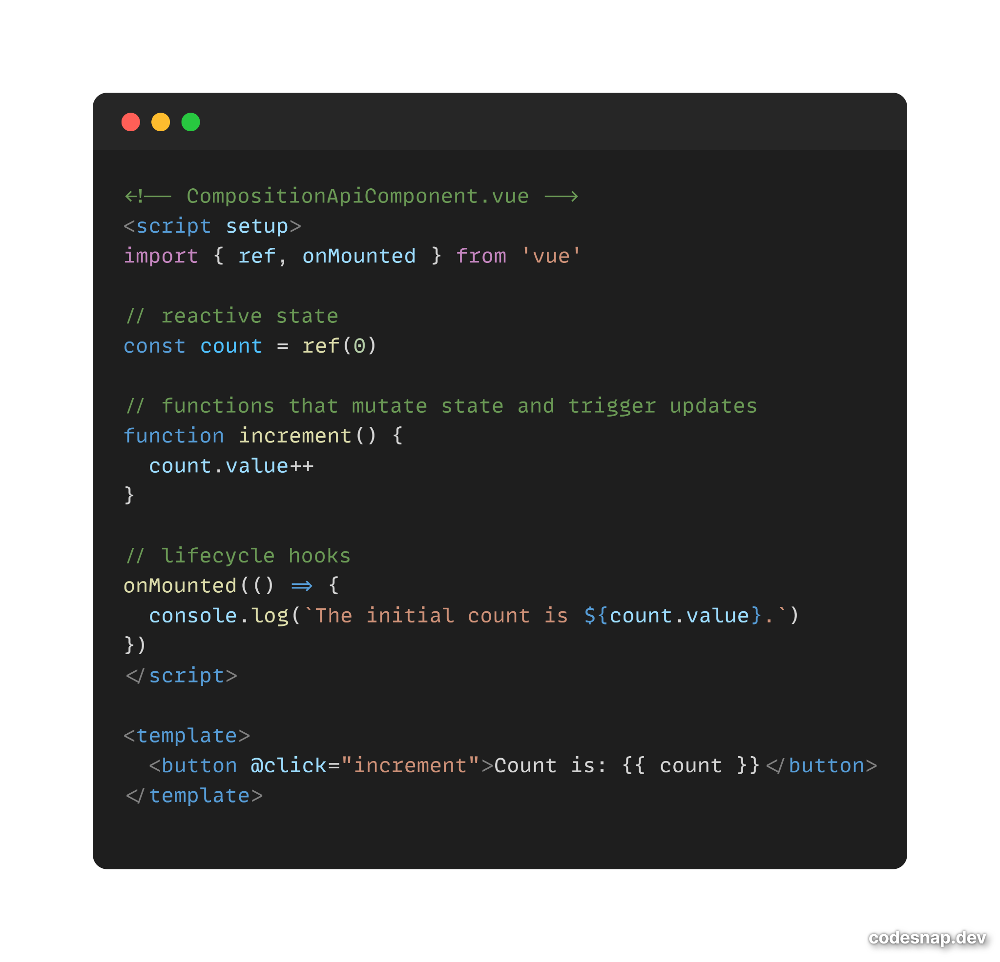 <!-- CompositionApiComponent.vue -->
<script setup>
import { ref, onMounted } from 'vue'

// reactive state
const count = ref(0)

// functions that mutate state and trigger updates
function increment() {
  count.value++
}

// lifecycle hooks
onMounted(() => {
  console.log(`The initial count is ${count.value}.`)
})
</script>

<template>
  <button @click="increment">Count is: {{ count }}</button>
</template>
codesnap.dev